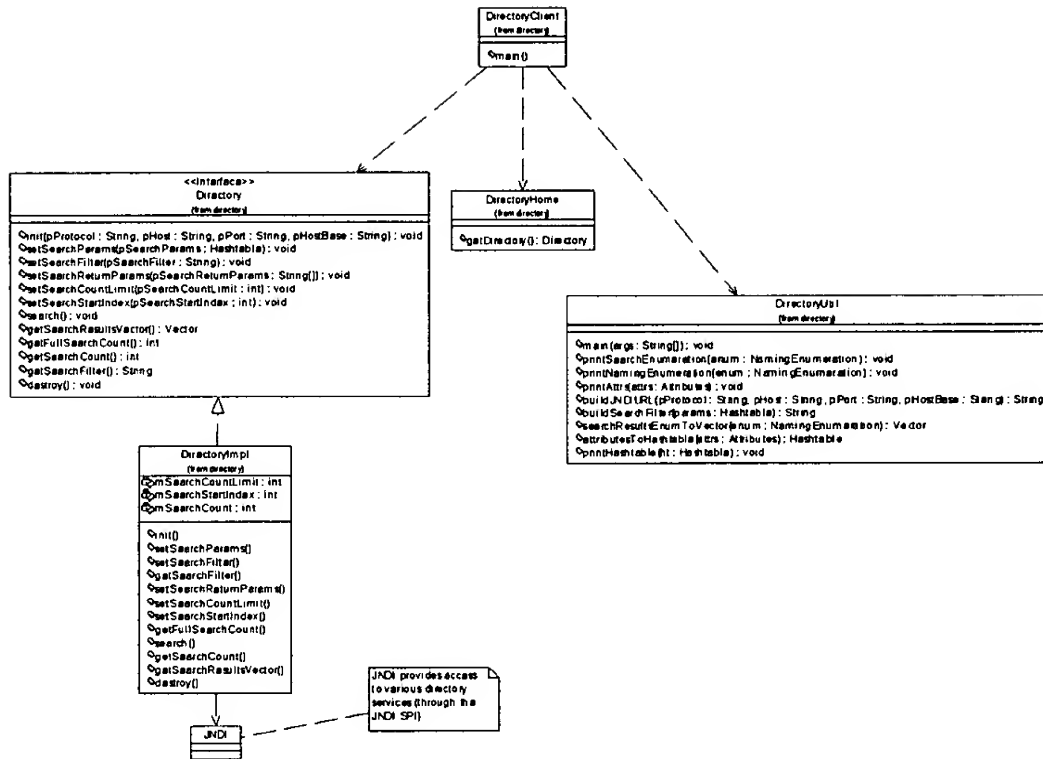 DirectoryClient
(from directory)
main()
<<Interface>>
Directory
(from directory)
init(pProtocol : String, pHost : String, pPort : String, pHostBase : String) : void
setSearchParams(pSearchParams : Hashtable) : void
setSearchFilter(pSearchFilter : String) : void
setSearchReturnParams(pSearchReturnParams : String[]) : void
setSearchCountLimit(pSearchCountLimit : int) : void
setSearchStartIndex(pSearchStartIndex : int) : void
search() : void
getSearchResultsVector() : Vector
getFullSearchCount() : int
getSearchCount() : int
getSearchFilter() : String
destroy() : void
DirectoryHome
(from directory)
getDirectory() : Directory
DirectoryUtil
(from directory)
main(args : String[]) : void
printSearchEnumeration(enum : NamingEnumeration) : void
printNamingEnumeration(enum : NamingEnumeration) : void
printAttrs(attrs : Attributes) : void
buildJNDIURL(pProtocol : String, pHost : String, pPort : String, pHostBase : String) : String
buildSearchFilter(params : Hashtable) : String
searchResultsEnumToVector(enum : NamingEnumeration) : Vector
attributesToHashtable(attrs : Attributes) : Hashtable
printHashtable(ht : Hashtable) : void
DirectoryImpl
(from directory)
mSearchCountLimit : int
mSearchStartIndex : int
mSearchCount : int
init()
setSearchParams()
setSearchFilter()
getSearchFilter()
setSearchReturnParams()
setSearchCountLimit()
setSearchStartIndex()
getFullSearchCount()
search()
getSearchCount()
getSearchResultsVector()
destroy()
JNDI provides access
to various directory
services (through the
JNDI SPI)
JNDI